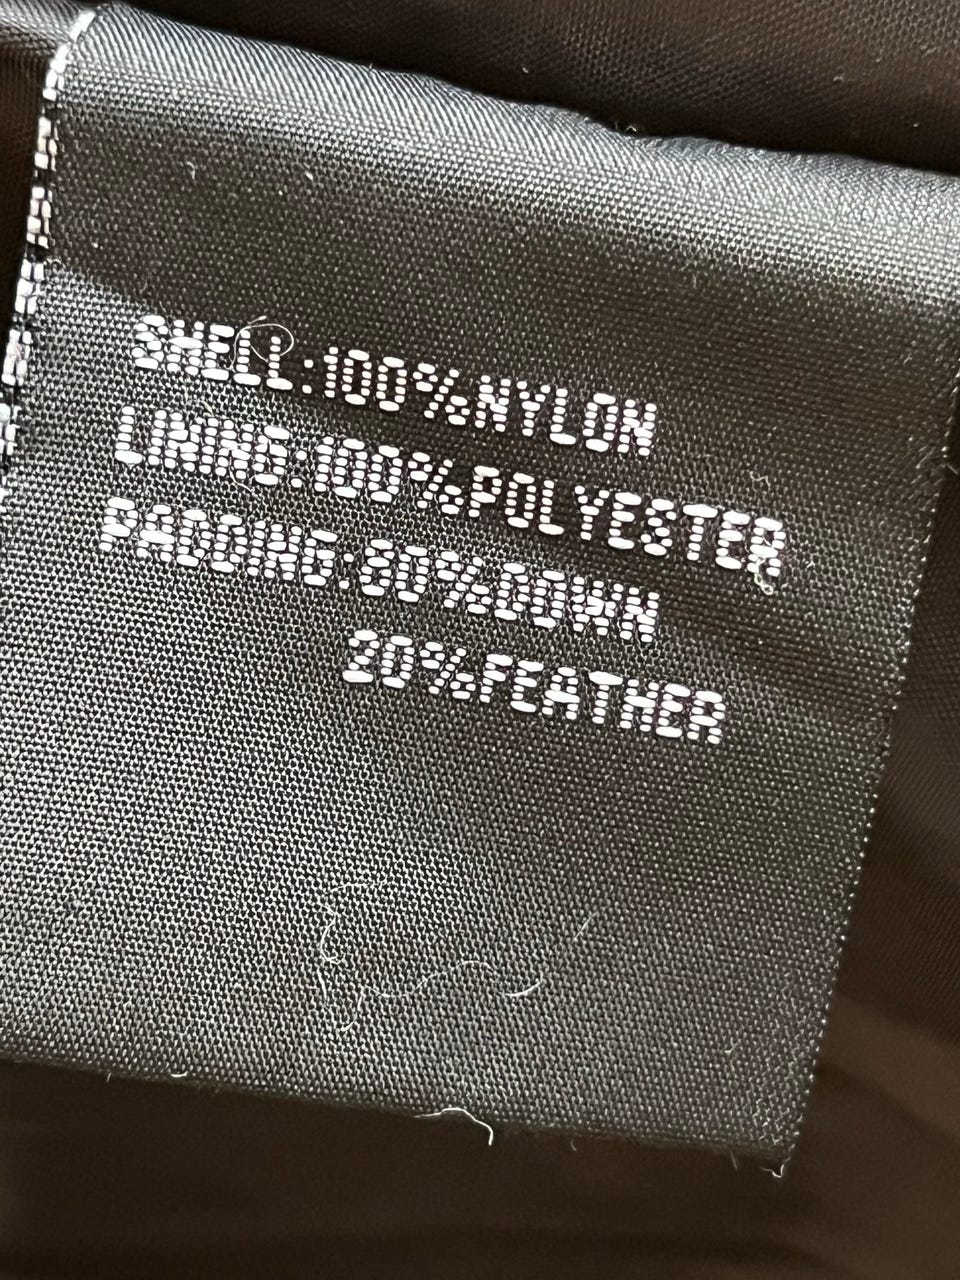 SHELL:100%NYLON
LINING:100%POLYESTER
PADDING:80%DOWN
20%FEATHER